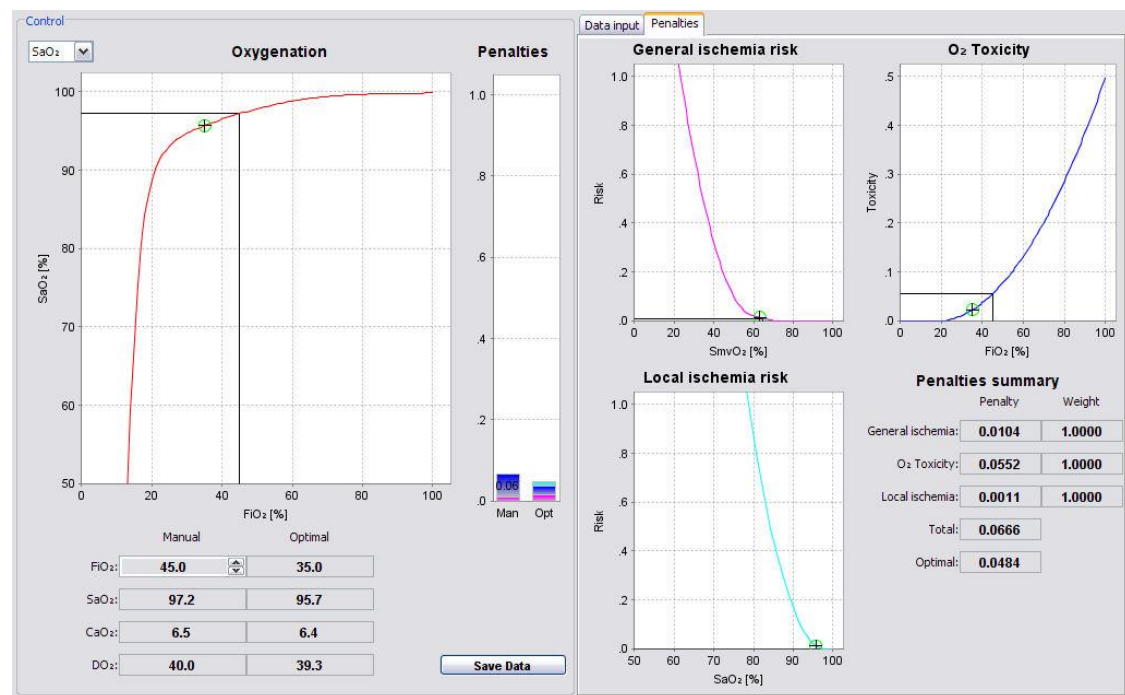 Control
SaO₂
Oxygenation
Penalties
SaO₂ [%]
100
90
80
70
60
50
0 20 40 60 80 100
FiO₂ [%]
1.0
.8
.6
.4
.2
.0
0.06
Man Opt
Manual Optimal
FiO₂: 45.0 35.0
SaO₂: 97.2 95.7
CaO₂: 6.5 6.4
DO₂: 40.0 39.3
Save Data
Data input Penalties
General ischemia risk
Risk
1.0
.8
.6
.4
.2
.0
0 20 40 60 80 100
SmvO₂ [%]
O₂ Toxicity
Toxicity
.5
.4
.3
.2
.1
.0
0 20 40 60 80 100
FiO₂ [%]
Local ischemia risk
Risk
1.0
.8
.6
.4
.2
.0
50 60 70 80 90 100
SaO₂ [%]
Penalties summary
Penalty Weight
General ischemia: 0.0104 1.0000
O₂ Toxicity: 0.0552 1.0000
Local ischemia: 0.0011 1.0000
Total: 0.0666
Optimal: 0.0484